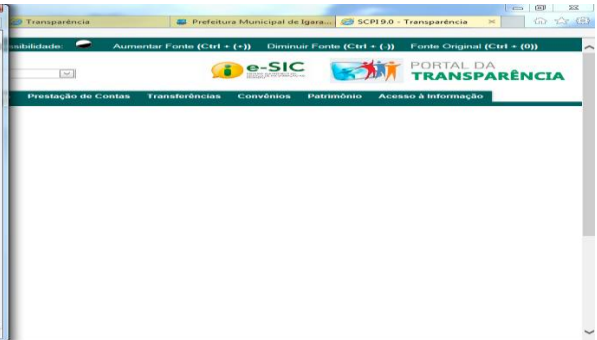 Transparência
Prefeitura Municipal de Igara...
SCPI 9.0 - Transparência
ssibilidade:
Aumentar Fonte (Ctrl + (+))
Diminuir Fonte (Ctrl + (-))
Fonte Original (Ctrl + (0))
e-SIC
PORTAL DA
TRANSPARÊNCIA
Prestação de Contas
Transferências
Convênios
Patrimônio
Acesso à Informação